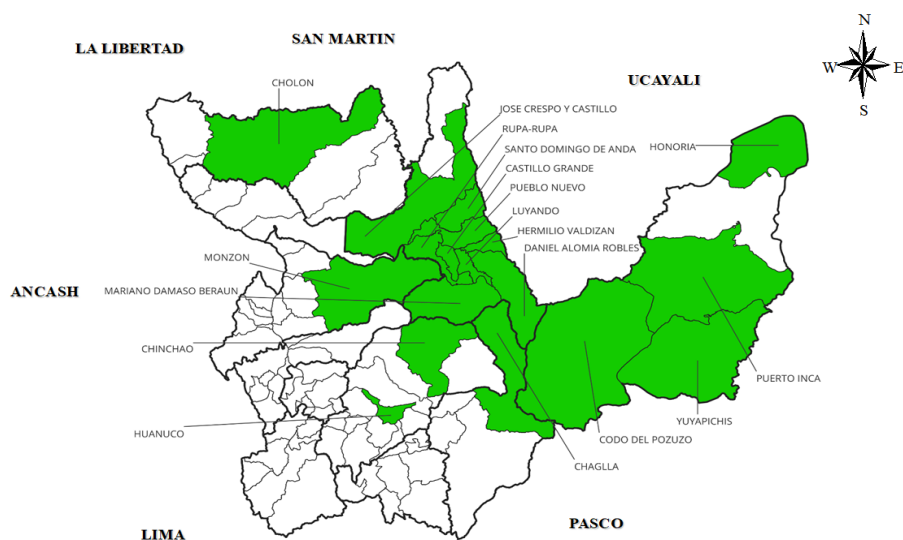 N
SAN MARTIN
LA LIBERTAD
W
E
UCAYALI
CHOLON
S
JOSE CRESPO Y CASTILLO
RUPA-RUPA
SANTO DOMINGO DE ANDA
HONORIA
CASTILLO GRANDE
PUEBLO NUEVO
LUYANDO
HERMILIO VALDIZAN
DANIEL ALOMIA ROBLES
MONZON
ANCASH
MARIANO DAMASO BERAUN
CHINCHAO
PUERTO INCA
YUYAPICHIS
HUANUCO
CODO DEL POZUZO
CHAGLLA
PASCO
LIMA